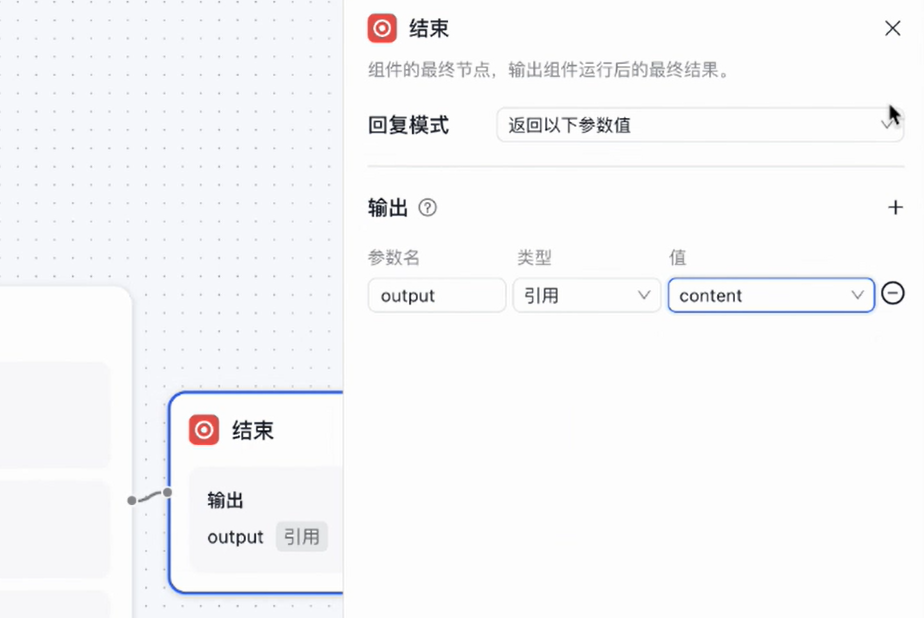 结束
组件的最终节点，输出组件运行后的最终结果。
回复模式 返回以下参数值
输出
参数名 类型 值
output 引用 content
结束
输出
output 引用